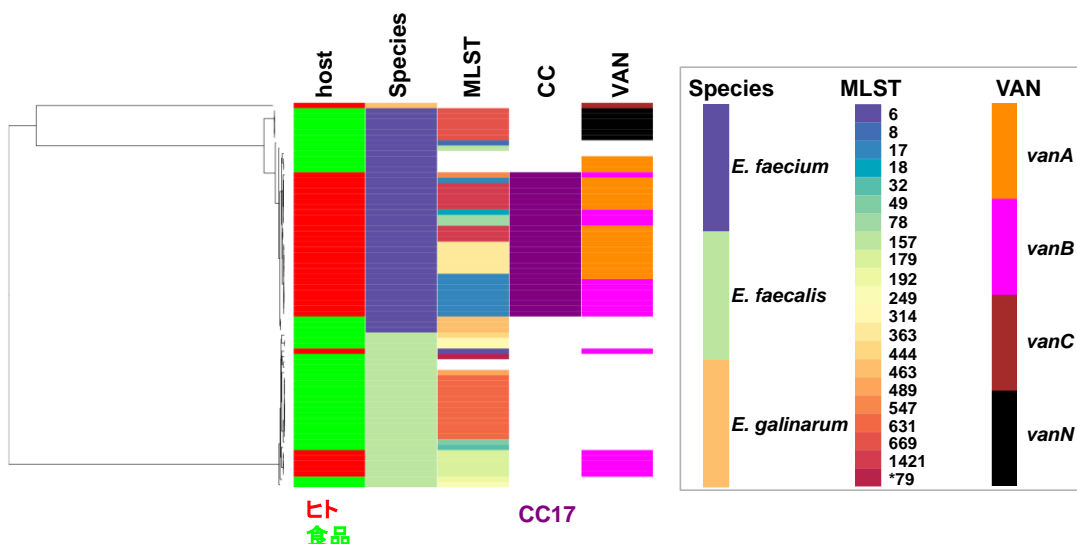 host
Species
MLST
CC
VAN
ヒト
食品
CC17
Species
E. faecium
E. faecalis
E. galinarum
MLST
6
8
17
18
32
49
78
157
179
192
249
314
363
444
463
489
547
631
669
1421
*79
VAN
vanA
vanB
vanC
vanN